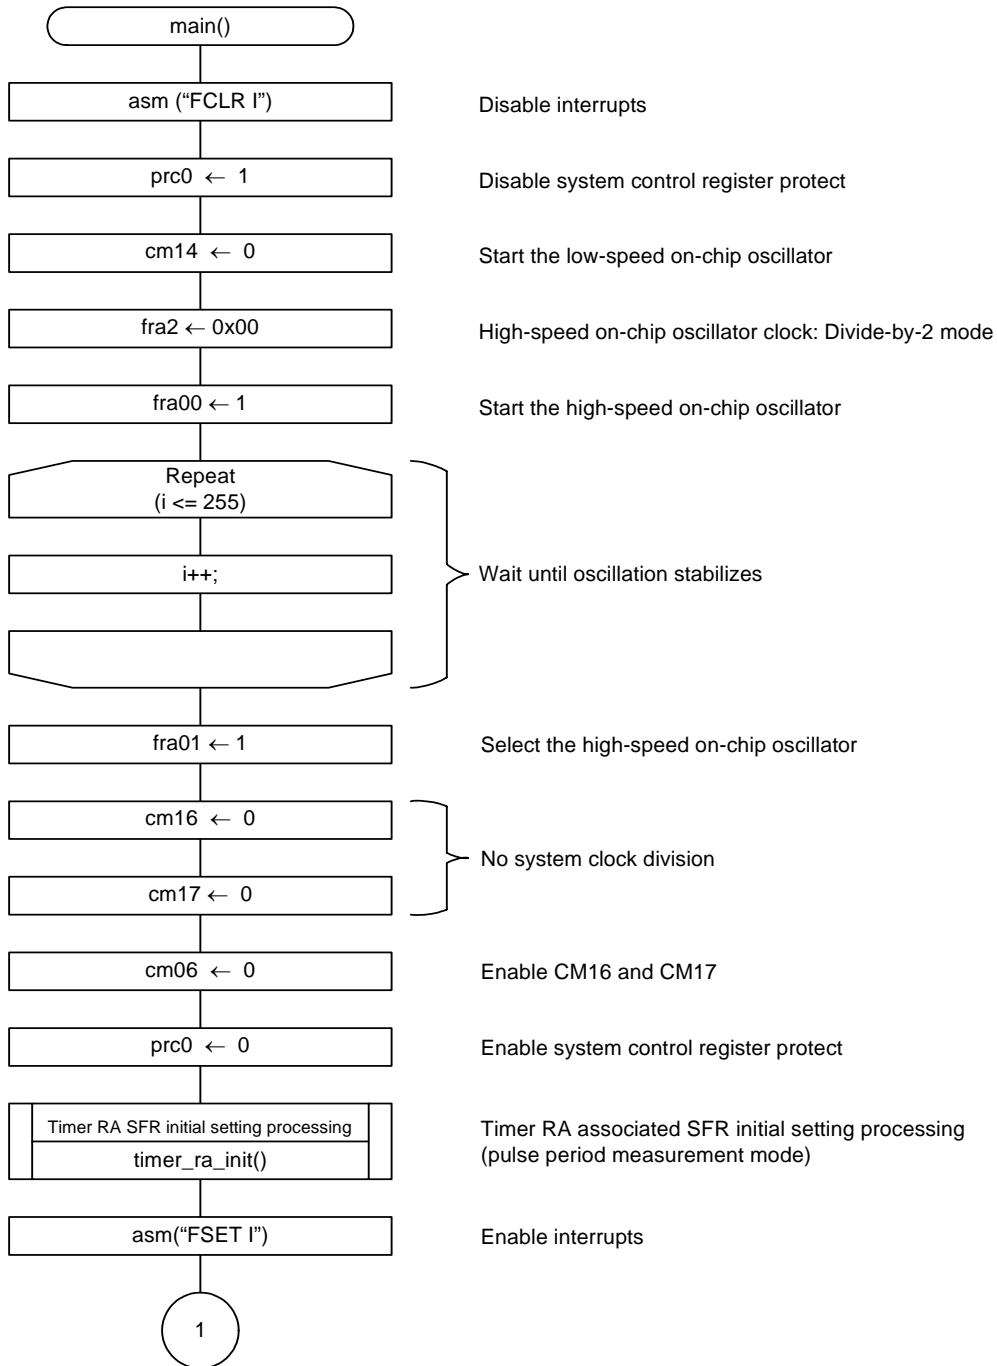 main()
asm (“FCLR I”)
Disable interrupts
prc0 ← 1
Disable system control register protect
cm14 ← 0
Start the low-speed on-chip oscillator
fra2 ← 0x00
High-speed on-chip oscillator clock: Divide-by-2 mode
fra00 ← 1
Start the high-speed on-chip oscillator
Repeat
(i <= 255)
i++;
Wait until oscillation stabilizes
fra01 ← 1
Select the high-speed on-chip oscillator
cm16 ← 0
No system clock division
cm17 ← 0
cm06 ← 0
Enable CM16 and CM17
prc0 ← 0
Enable system control register protect
Timer RA SFR initial setting processing
timer_ra_init()
Timer RA associated SFR initial setting processing
(pulse period measurement mode)
asm(“FSET I”)
Enable interrupts
1